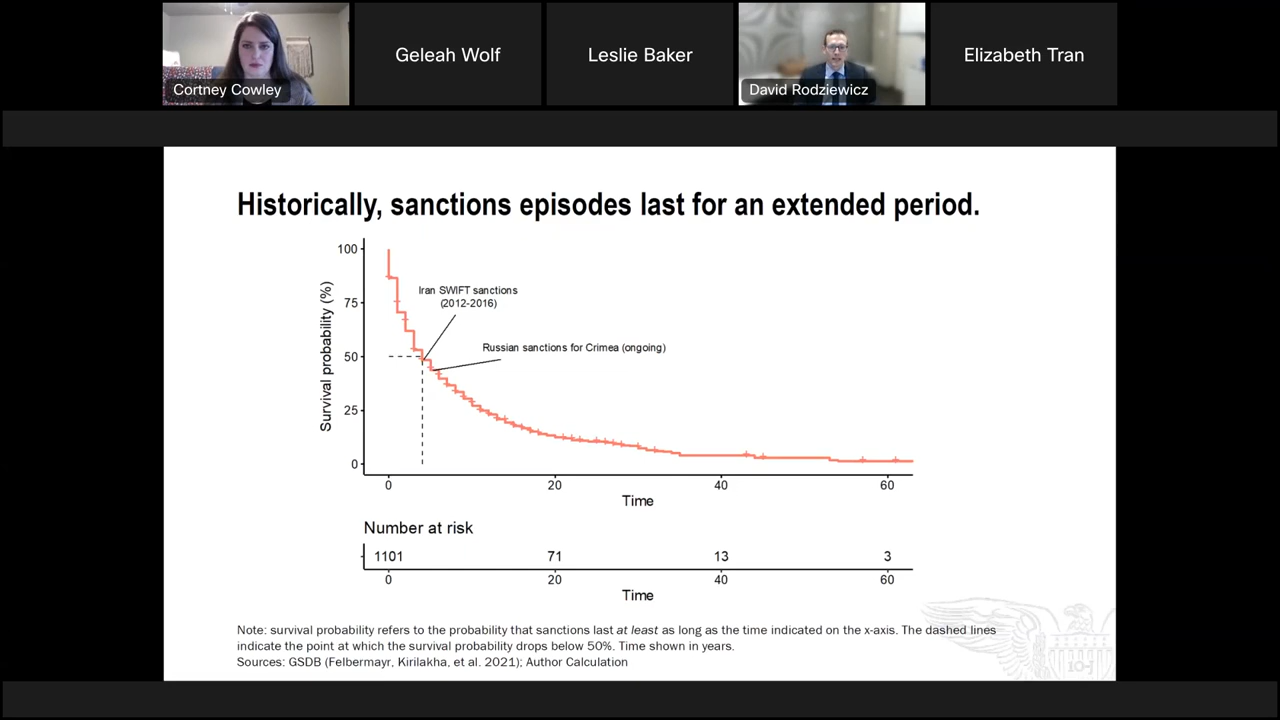 Cortney Cowley
Geleah Wolf
Leslie Baker
David Rodziewicz
Elizabeth Tran
Historically, sanctions episodes last for an extended period.
Survival probability (%)
100
75
50
25
0
Iran SWIFT sanctions
(2012-2016)
Russian sanctions for Crimea (ongoing)
0 20 40 60
Time
Number at risk
1101 71 13 3
0 20 40 60
Time
Note: survival probability refers to the probability that sanctions last at least as long as the time indicated on the x-axis. The dashed lines
indicate the point at which the survival probability drops below 50%. Time shown in years.
Sources: GSDB (Felbermayr, Kirilakha, et al. 2021); Author Calculation
10-J